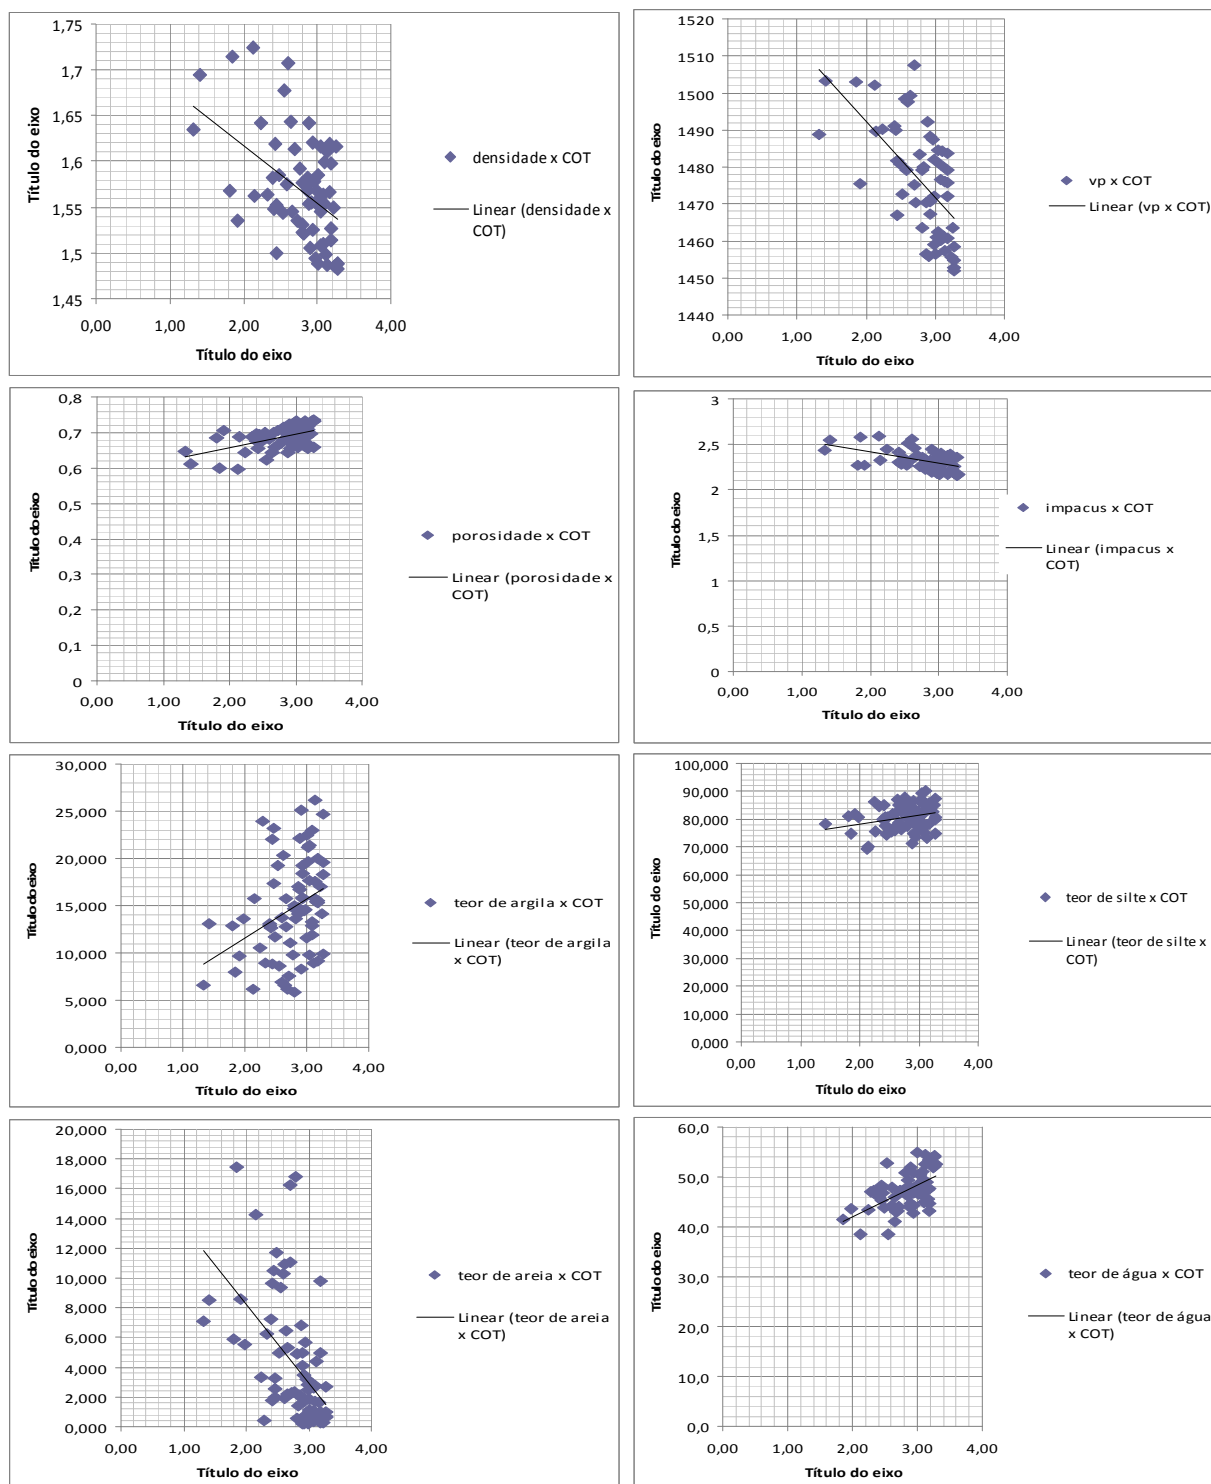 1,75
1,7
1,65
1,6
1,55
1,5
1,45
0,00 1,00 2,00 3,00 4,00
Título do eixo
Título do eixo
densidade x COT
Linear (densidade x
COT)
1520
1510
1500
1490
1480
1470
1460
1450
1440
0,00 1,00 2,00 3,00 4,00
Título do eixo
Título do eixo
vp x COT
Linear (vp x COT)
0,8
0,7
0,6
0,5
0,4
0,3
0,2
0,1
0
0,00 1,00 2,00 3,00 4,00
Título do eixo
Título do eixo
porosidade x COT
Linear (porosidade x
COT)
3
2,5
2
1,5
1
0,5
0
0,00 1,00 2,00 3,00 4,00
Título do eixo
Título do eixo
impacus x COT
Linear (impacus x
COT)
30,000
25,000
20,000
15,000
10,000
5,000
0,000
0,00 1,00 2,00 3,00 4,00
Título do eixo
Título do eixo
teor de argila x COT
Linear (teor de argila
x COT)
100,000
90,000
80,000
70,000
60,000
50,000
40,000
30,000
20,000
10,000
0,000
0,00 1,00 2,00 3,00 4,00
Título do eixo
Título do eixo
teor de silte x COT
Linear (teor de silte x
COT)
20,000
18,000
16,000
14,000
12,000
10,000
8,000
6,000
4,000
2,000
0,000
0,00 1,00 2,00 3,00 4,00
Título do eixo
Título do eixo
teor de areia x COT
Linear (teor de areia
x COT)
60,0
50,0
40,0
30,0
20,0
10,0
0,0
0,00 1,00 2,00 3,00 4,00
Título do eixo
Título do eixo
teor de água x COT
Linear (teor de água
x COT)